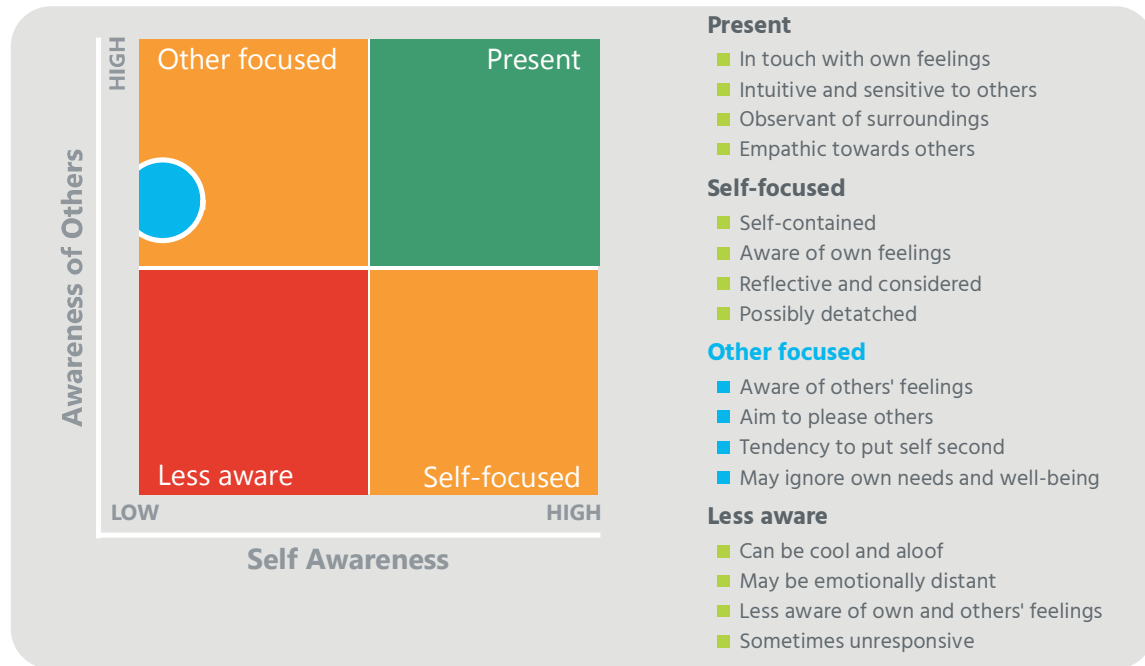 HIGH
Other focused
Present
Awareness of Others
Less aware
Self-focused
LOW
HIGH
Self Awareness
Present
In touch with own feelings
Intuitive and sensitive to others
Observant of surroundings
Empathic towards others
Self-focused
Self-contained
Aware of own feelings
Reflective and considered
Possibly detatched
Other focused
Aware of others' feelings
Aim to please others
Tendency to put self second
May ignore own needs and well-being
Less aware
Can be cool and aloof
May be emotionally distant
Less aware of own and others' feelings
Sometimes unresponsive